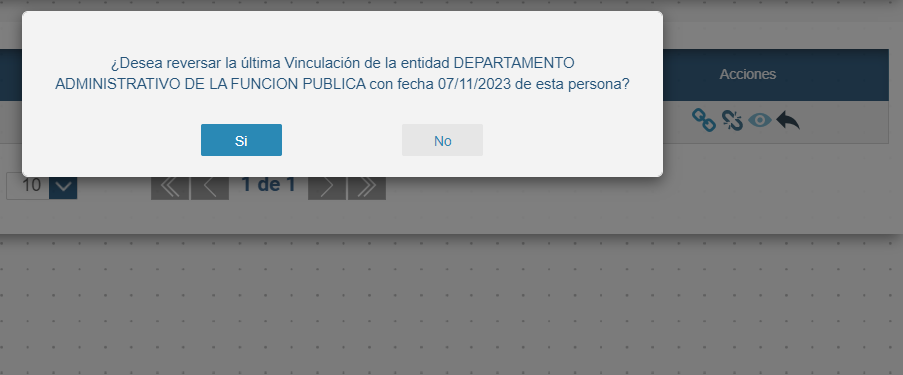 ¿Desea reversar la última Vinculación de la entidad DEPARTAMENTO
ADMINISTRATIVO DE LA FUNCION PUBLICA con fecha 07/11/2023 de esta persona?
Acciones
Si
No
10
1 de 1